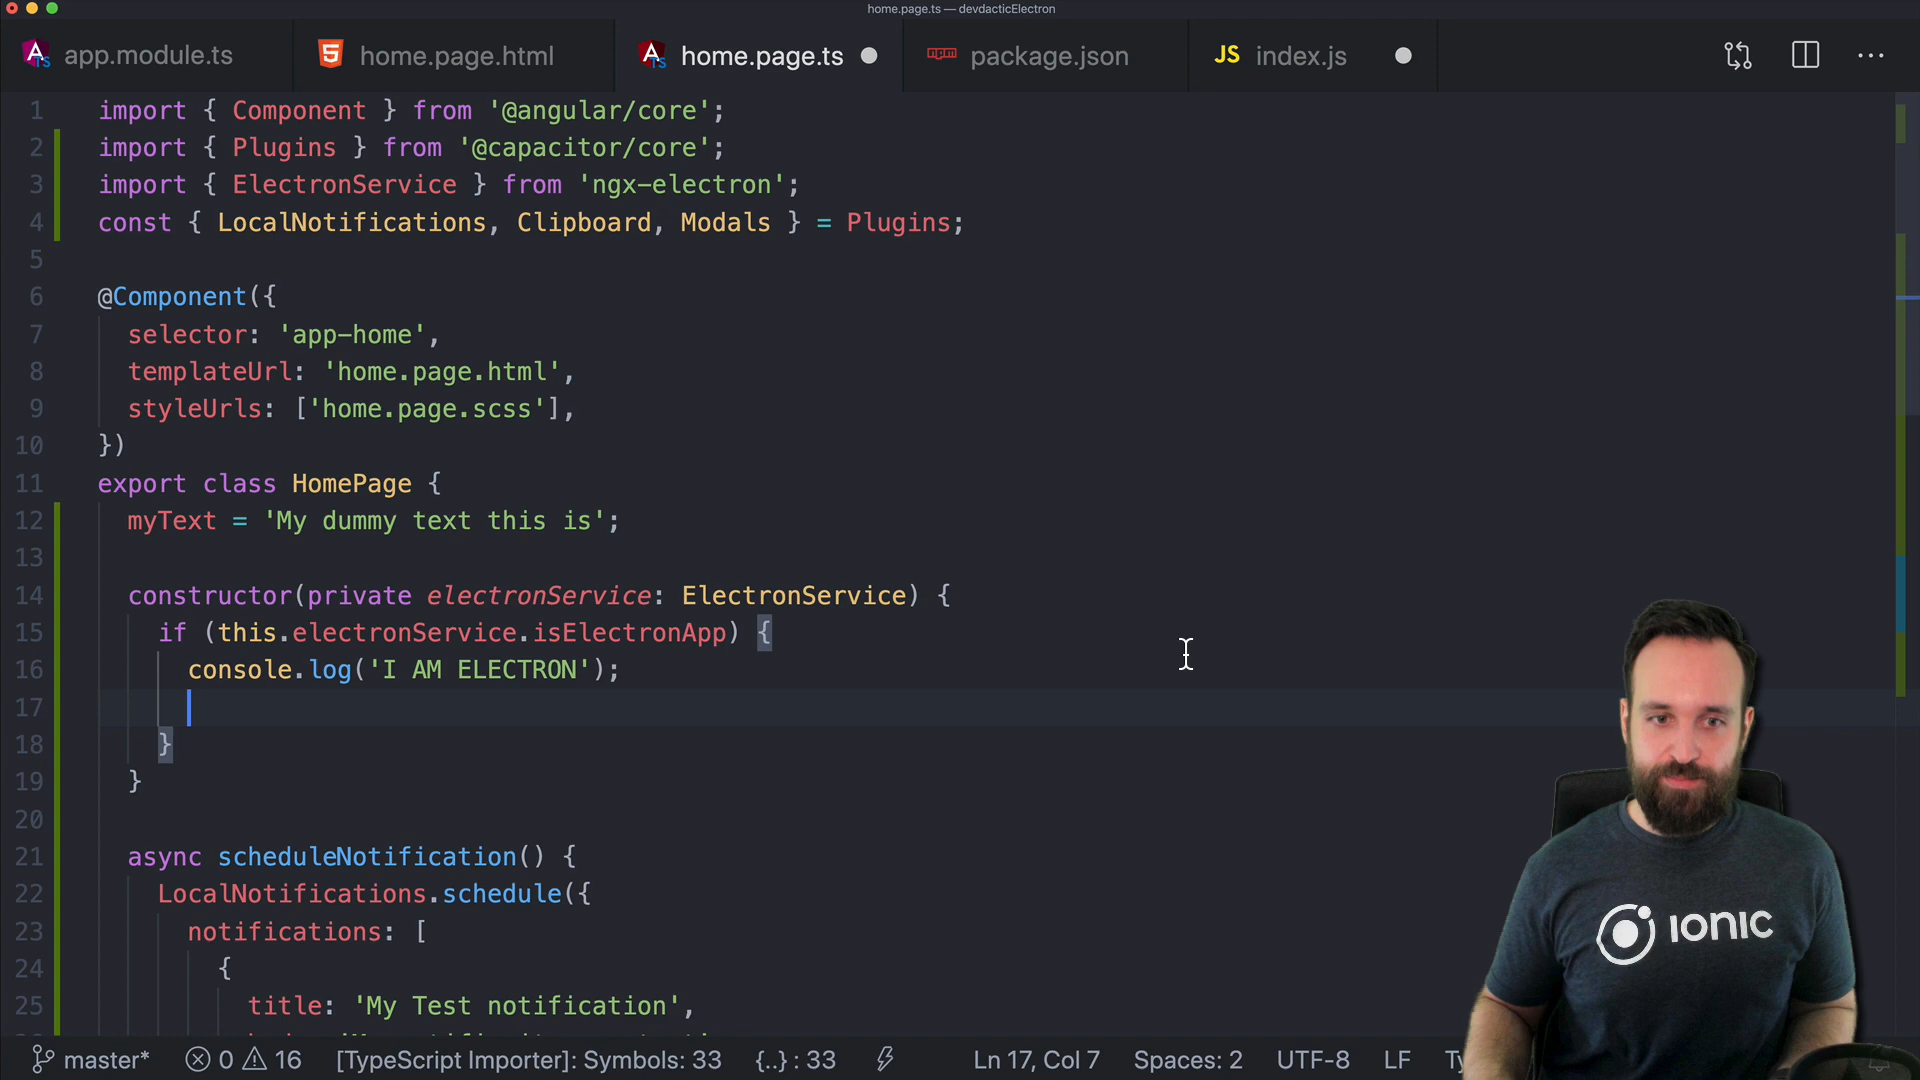 home.page.ts — devdacticElectron
app.module.ts
home.page.html
home.page.ts
package.json
JS index.js
1 import { Component } from '@angular/core';
2 import { Plugins } from '@capacitor/core';
3 import { ElectronService } from 'ngx-electron';
4 const { LocalNotifications, Clipboard, Modals } = Plugins;
5
6 @Component({
7 selector: 'app-home',
8 templateUrl: 'home.page.html',
9 styleUrls: ['home.page.scss'],
10 })
11 export class HomePage {
12 myText = 'My dummy text this is';
13
14 constructor(private electronService: ElectronService) {
15 if (this.electronService.isElectronApp) {
16 console.log('I AM ELECTRON');
17
18 }
19 }
20
21 async scheduleNotification() {
22 LocalNotifications.schedule({
23 notifications: [
24 {
25 title: 'My Test notification',
master* 0 16 [TypeScript Importer]: Symbols: 33 {..} : 33 Ln 17, Col 7 Spaces: 2 UTF-8 LF
IONIC